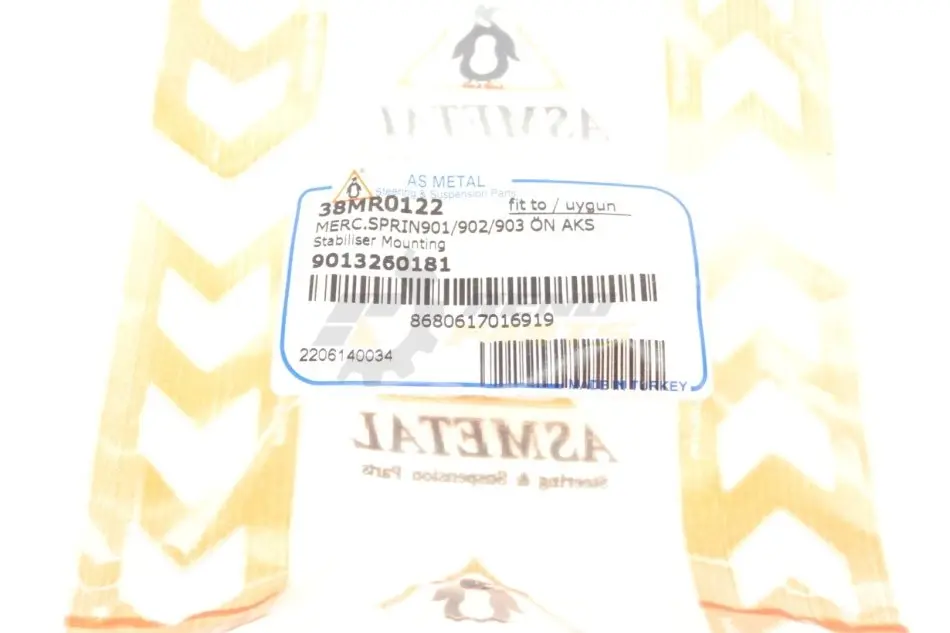 ASMETAL
AS METAL
Steering & Suspension Parts
38MR0122 fit to / uygun
MERC.SPRIN901/902/903 ÖN AKS
Stabiliser Mounting
9013260181
8680617016919
2206140034
MADE IN TURKEY
ASMETAL
Steering & Suspension Parts